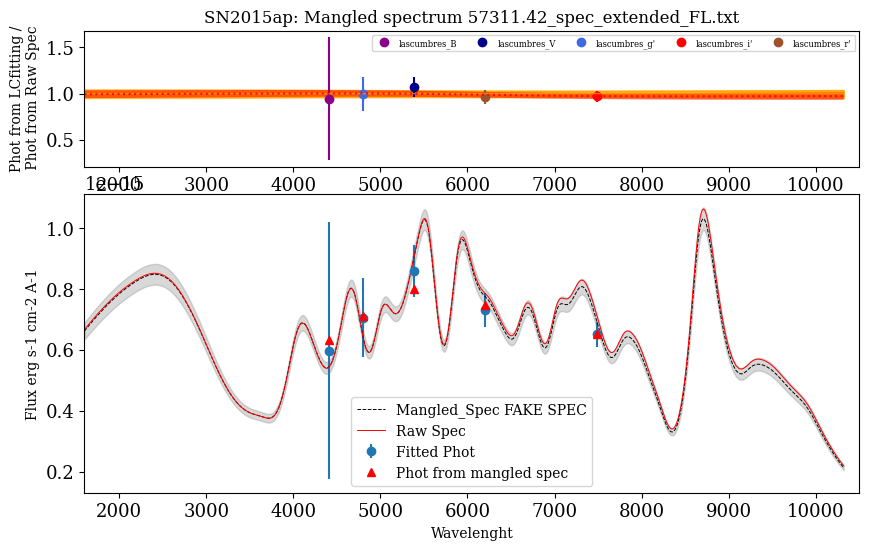 SN2015ap: Mangled spectrum 57311.42_spec_extended_FL.txt
Phot from LCfitting /
Phot from Raw Spec
1.5
1.0
0.5
lascumbres_B
lascumbres_V
lascumbres_g'
lascumbres_i'
lascumbres_r'
2000 3000 4000 5000 6000 7000 8000 9000 10000
1e−15
Flux erg s-1 cm-2 A-1
1.0
0.8
0.6
0.4
0.2
Mangled_Spec FAKE SPEC
Raw Spec
Fitted Phot
Phot from mangled spec
2000 3000 4000 5000 6000 7000 8000 9000 10000
Wavelenght